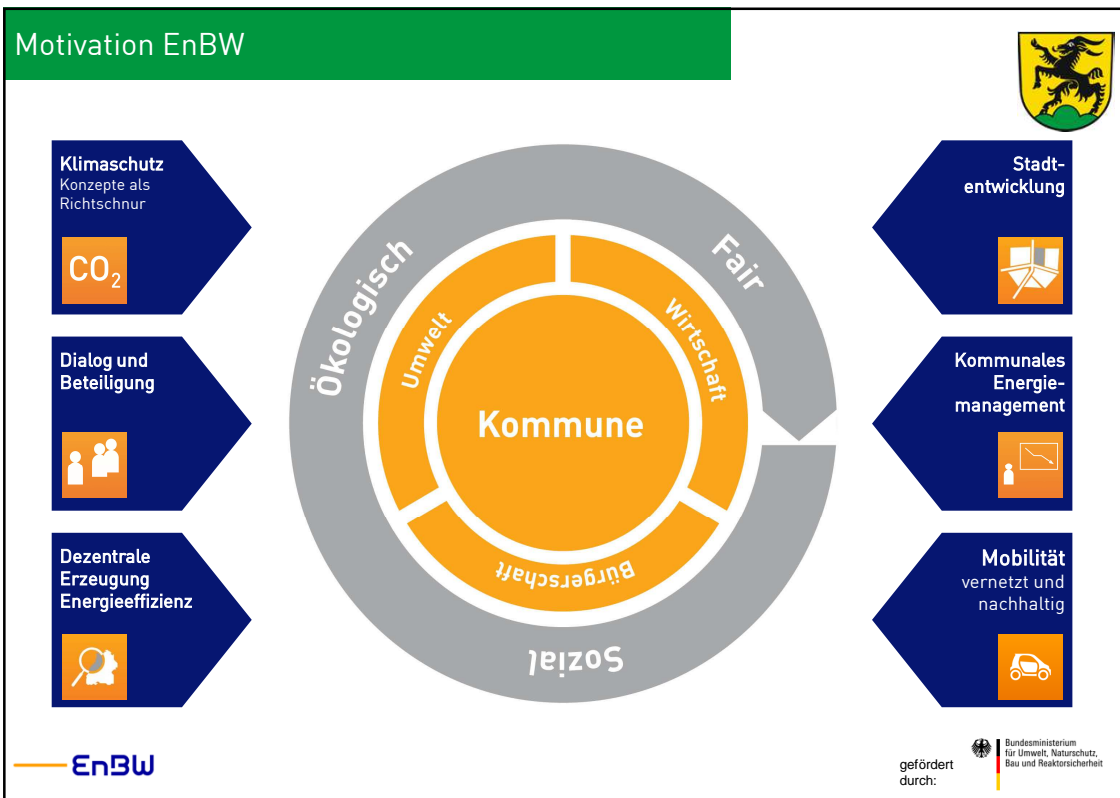 Motivation EnBW
Klimaschutz
Konzepte als
Richtschnur
CO₂
Dialog und
Beteiligung
Dezentrale
Erzeugung
Energieeffizienz
Ökologisch
Fair
Sozial
Umwelt
Wirtschaft
Bürgerschaft
Kommune
Stadt-
entwicklung
Kommunales
Energie-
management
Mobilität
vernetzt und
nachhaltig
EnBW
gefördert
durch:
Bundesministerium
für Umwelt, Naturschutz,
Bau und Reaktorsicherheit